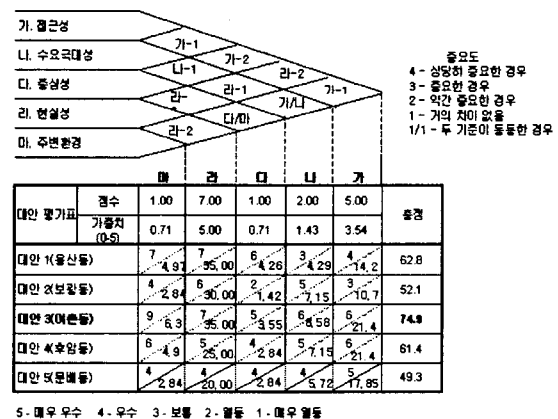 가. 접근성
나. 수요극대성
다. 중심성
라. 현실성
마. 주변환경
가-1
나-1
가-2
라-
라-1
라-2
라-2
다/마
가/나
가-1
중요도
4 - 상당히 중요한 경우
3 - 중요한 경우
2 - 약간 중요한 경우
1 - 거의 차이 없음
1/1 - 두 기준이 동등한 경우
마 라 다 나 가
대안 평가표 점수 1.00 7.00 1.00 2.00 5.00 총점
가중치 (0-5) 0.71 5.00 0.71 1.43 3.54
대안 1(용산동) 7 4.97 7 35.00 6 4.26 3 4.29 4 14.2 62.8
대안 2(보광동) 4 2.84 6 30.00 2 1.42 5 7.15 3 10.7 52.1
대안 3(이촌동) 9 6.3 7 35.00 5 3.55 6 8.58 6 21.4 74.9
대안 4(후암동) 6 4.9 5 25.00 4 2.84 5 7.15 6 21.4 61.4
대안 5(문배동) 4 2.84 4 20.00 4 2.84 4 5.72 5 17.85 49.3
5 - 매우 우수 4 - 우수 3 - 보통 2 - 열등 1 - 매우 열등